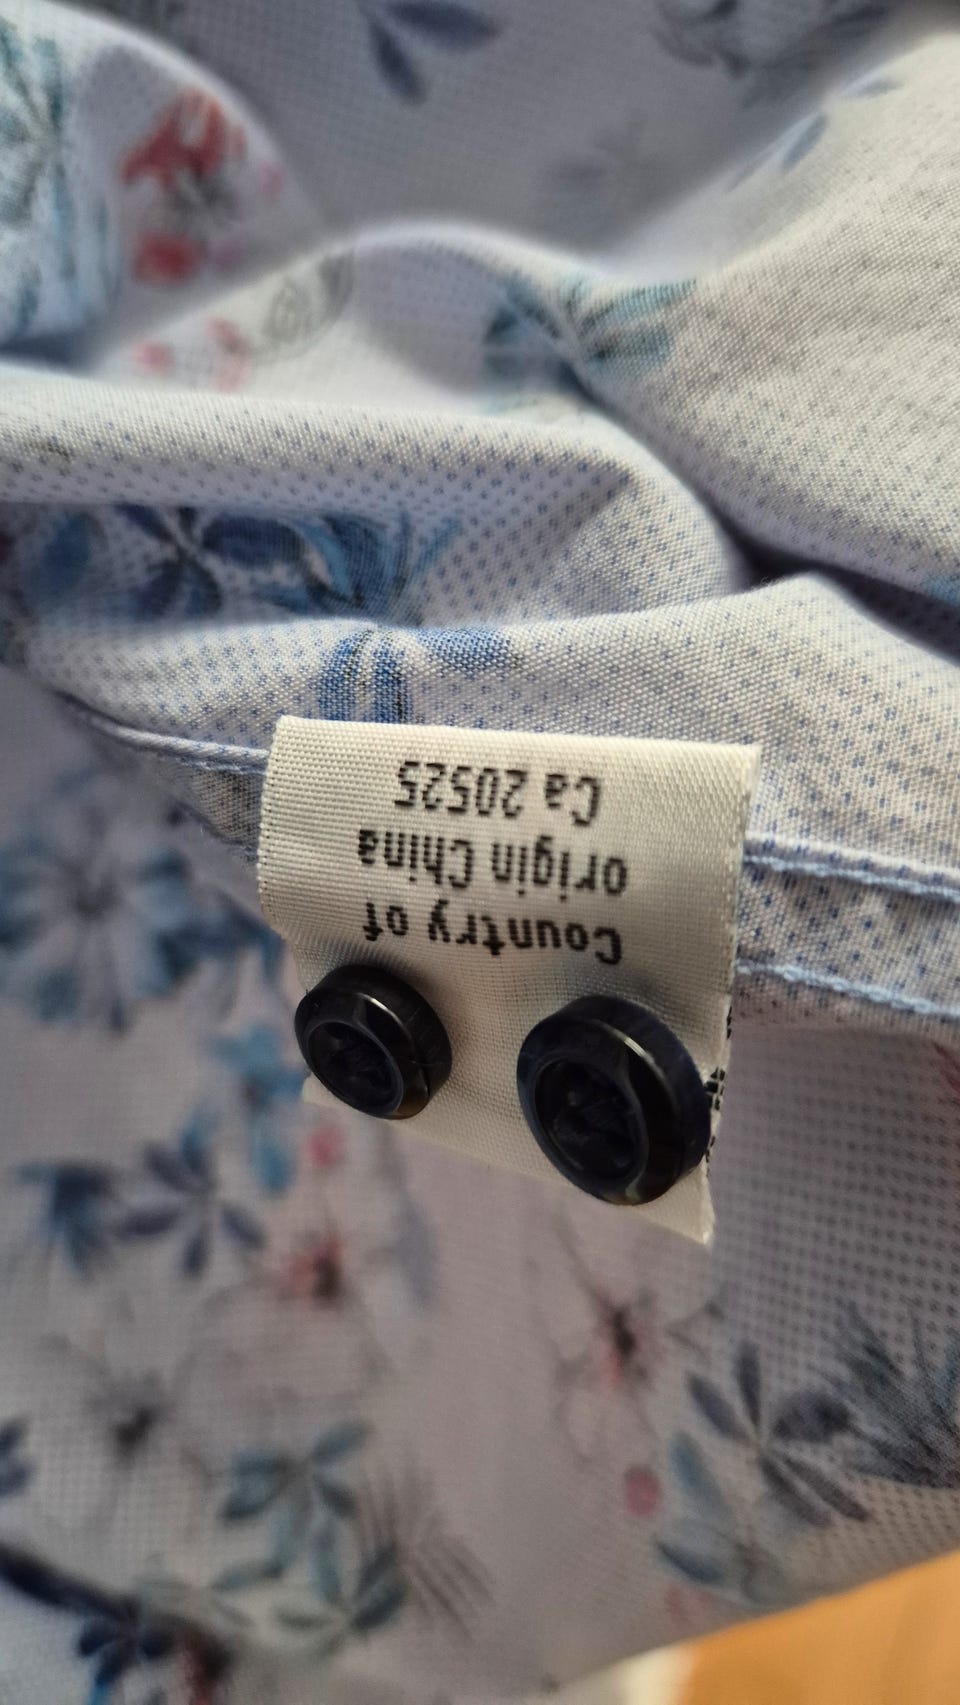 Country of
origin China
Ca 20525